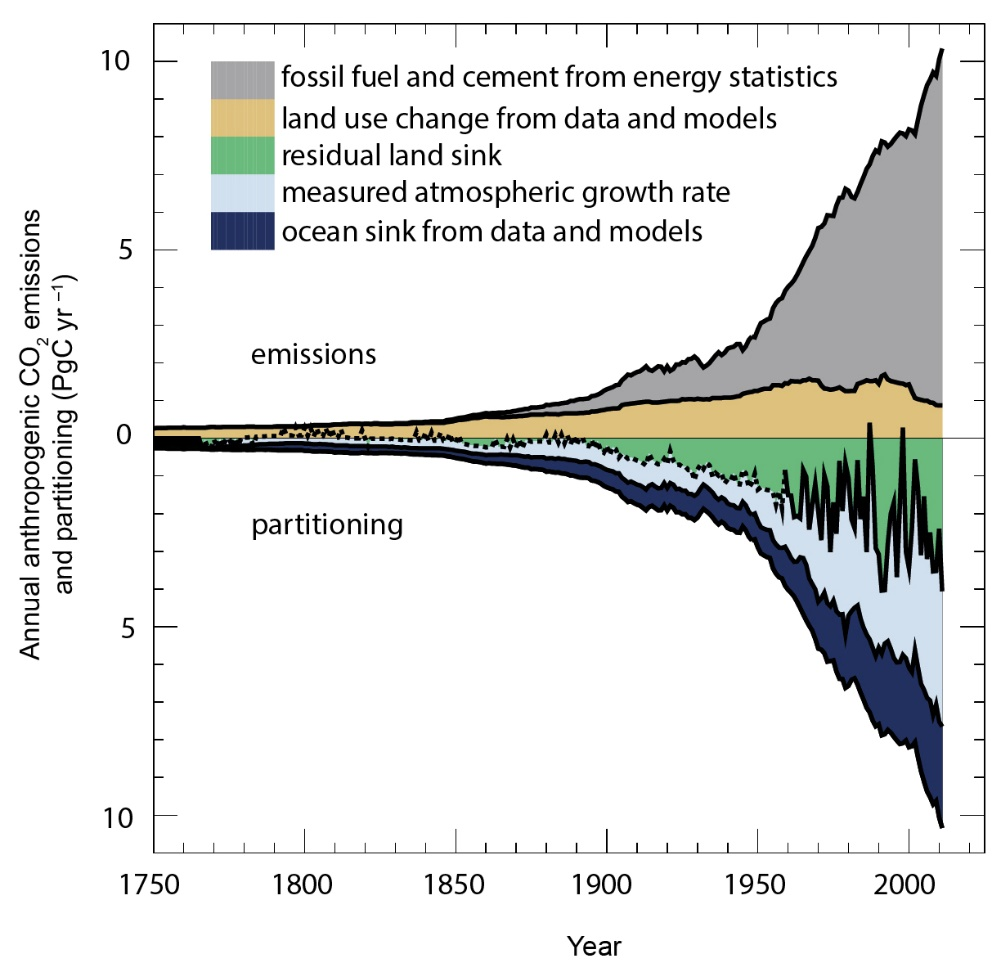 10
fossil fuel and cement from energy statistics
land use change from data and models
residual land sink
measured atmospheric growth rate
ocean sink from data and models
5
emissions
0
partitioning
5
10
Annual anthropogenic CO2 emissions
and partitioning (PgC yr −1)
1750 1800 1850 1900 1950 2000
Year